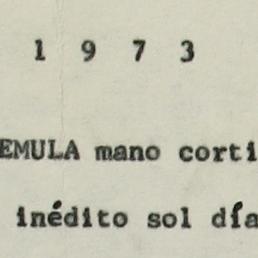 1 9 7 3
EMULA mano corti
inédito sol día